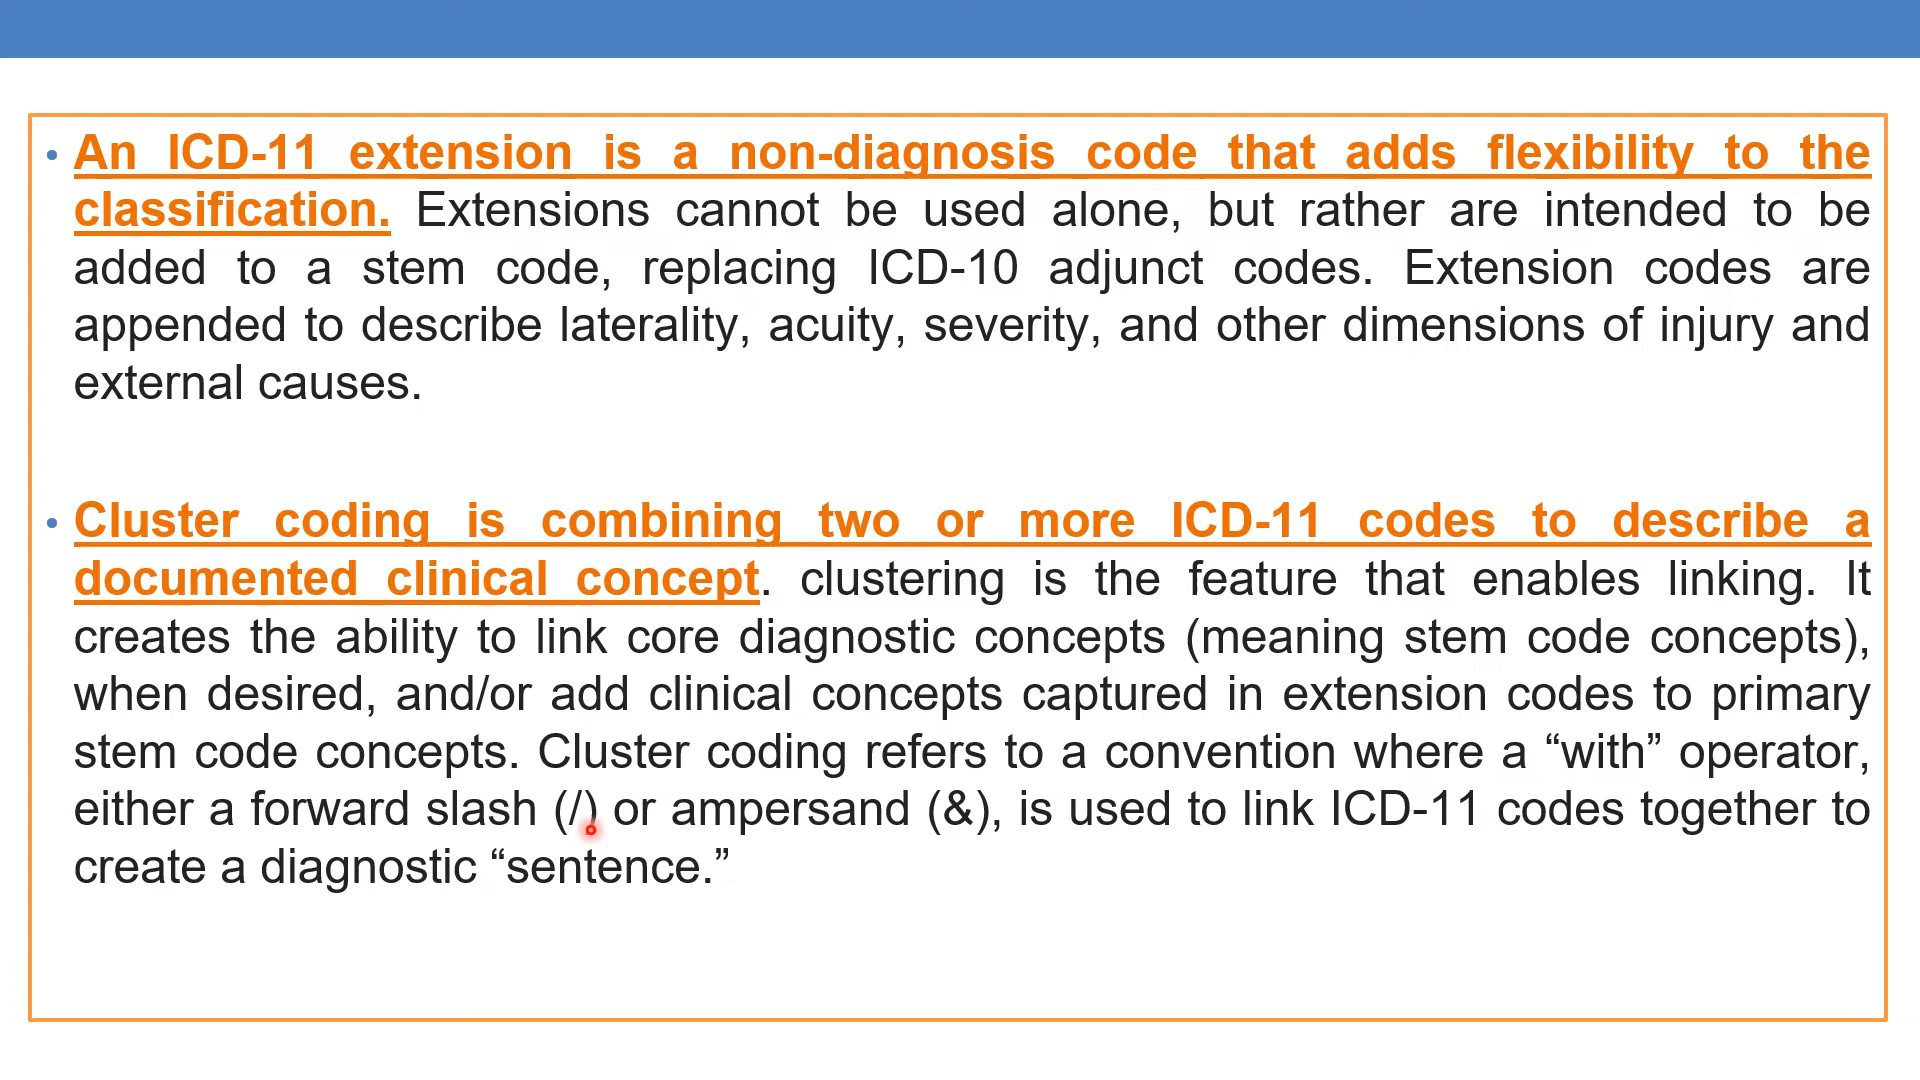 • An ICD-11 extension is a non-diagnosis code that adds flexibility to the
classification. Extensions cannot be used alone, but rather are intended to be
added to a stem code, replacing ICD-10 adjunct codes. Extension codes are
appended to describe laterality, acuity, severity, and other dimensions of injury and
external causes.
• Cluster coding is combining two or more ICD-11 codes to describe a
documented clinical concept. clustering is the feature that enables linking. It
creates the ability to link core diagnostic concepts (meaning stem code concepts),
when desired, and/or add clinical concepts captured in extension codes to primary
stem code concepts. Cluster coding refers to a convention where a “with” operator,
either a forward slash (/) or ampersand (&), is used to link ICD-11 codes together to
create a diagnostic “sentence.”